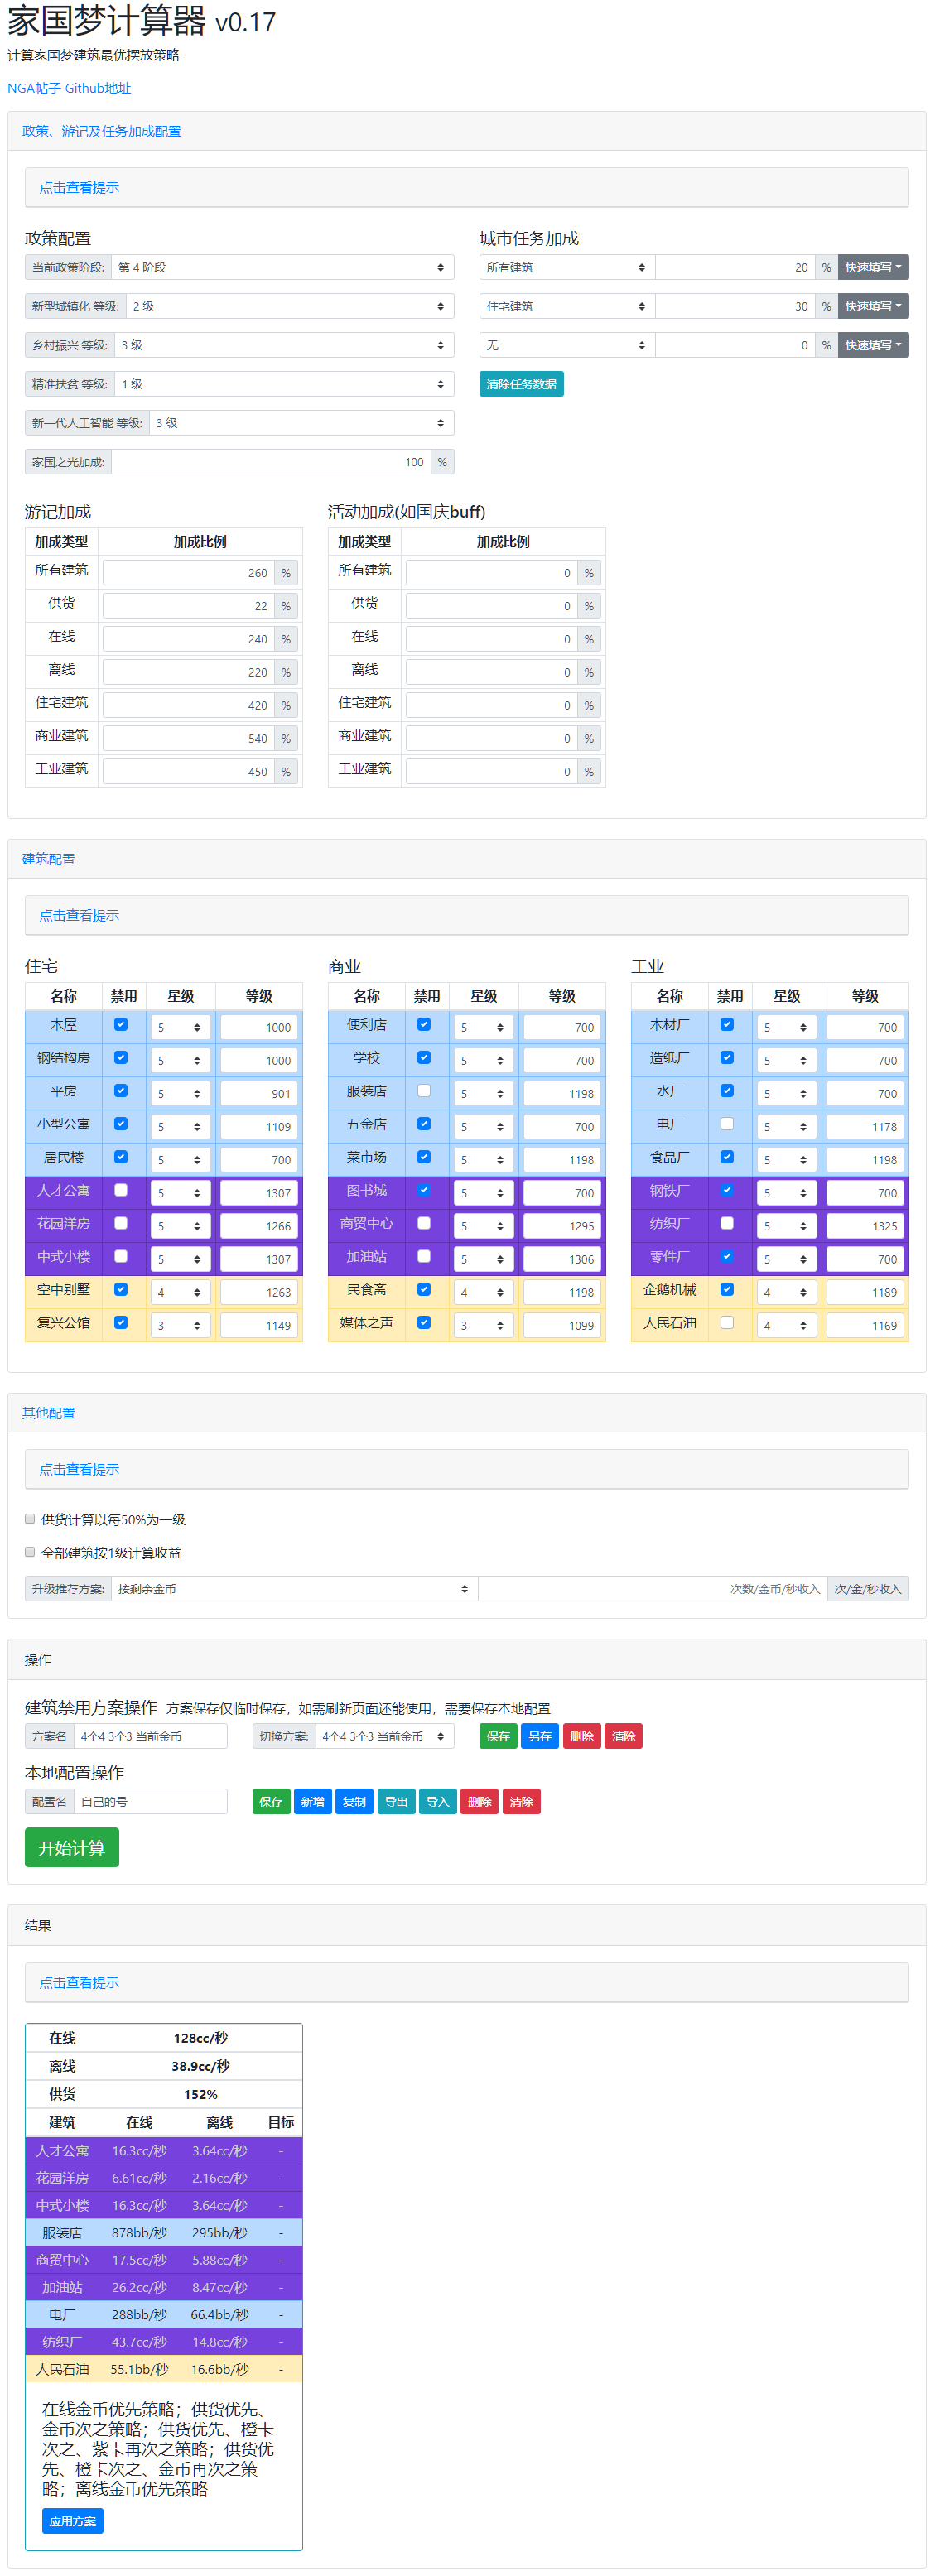 家国梦计算器 v0.17
计算家国梦建筑最优摆放策略
NGA帖子 Github地址
政策、游记及任务加成配置
点击查看提示
政策配置
当前政策阶段: 第 4 阶段
新型城镇化 等级: 2 级
乡村振兴 等级: 3 级
精准扶贫 等级: 1 级
新一代人工智能 等级: 3 级
家国之光加成: 100 %
城市任务加成
所有建筑 20 % 快速填写
住宅建筑 30 % 快速填写
无 0 % 快速填写
清除任务数据
游记加成
加成类型 加成比例
所有建筑 260 %
供货 22 %
在线 240 %
离线 220 %
住宅建筑 420 %
商业建筑 540 %
工业建筑 450 %
活动加成(如国庆buff)
加成类型 加成比例
所有建筑 0 %
供货 0 %
在线 0 %
离线 0 %
住宅建筑 0 %
商业建筑 0 %
工业建筑 0 %
建筑配置
点击查看提示
住宅
名称 禁用 星级 等级
木屋 5 1000
钢结构房 5 1000
平房 5 901
小型公寓 5 1109
居民楼 5 700
人才公寓 5 1307
花园洋房 5 1266
中式小楼 5 1307
空中别墅 4 1263
复兴公馆 3 1149
商业
名称 禁用 星级 等级
便利店 5 700
学校 5 700
服装店 5 1198
五金店 5 700
菜市场 5 1198
图书城 5 700
商贸中心 5 1295
加油站 5 1306
民食斋 4 1198
媒体之声 3 1099
工业
名称 禁用 星级 等级
木材厂 5 700
造纸厂 5 700
水厂 5 700
电厂 5 1178
食品厂 5 1198
钢铁厂 5 700
纺织厂 5 1325
零件厂 5 700
企鹅机械 4 1189
人民石油 4 1169
其他配置
点击查看提示
供货计算以每50%为一级
全部建筑按1级计算收益
升级推荐方案: 按剩余金币 次数/金币/秒收入 次/金/秒收入
操作
建筑禁用方案操作 方案保存仅临时保存，如需刷新页面还能使用，需要保存本地配置
方案名 4个4 3个3 当前金币 切换方案: 4个4 3个3 当前金币 保存 另存 删除 清除
本地配置操作
配置名 自己的号 保存 新增 复制 导出 导入 删除 清除
开始计算
结果
点击查看提示
在线 128cc/秒
离线 38.9cc/秒
供货 152%
建筑 在线 离线 目标
人才公寓 16.3cc/秒 3.64cc/秒 -
花园洋房 6.61cc/秒 2.16cc/秒 -
中式小楼 16.3cc/秒 3.64cc/秒 -
服装店 878bb/秒 295bb/秒 -
商贸中心 17.5cc/秒 5.88cc/秒 -
加油站 26.2cc/秒 8.47cc/秒 -
电厂 288bb/秒 66.4bb/秒 -
纺织厂 43.7cc/秒 14.8cc/秒 -
人民石油 55.1bb/秒 16.6bb/秒 -
在线金币优先策略；供货优先、
金币次之策略；供货优先、橙卡
次之、紫卡再次之策略；供货优
先、橙卡次之、金币再次之策
略；离线金币优先策略
应用方案